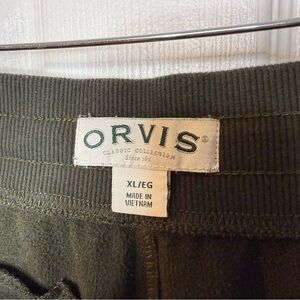 ORVIS®
CLASSIC COLLECTION
Since 1856
XL/EG
MADE IN
VIETNAM